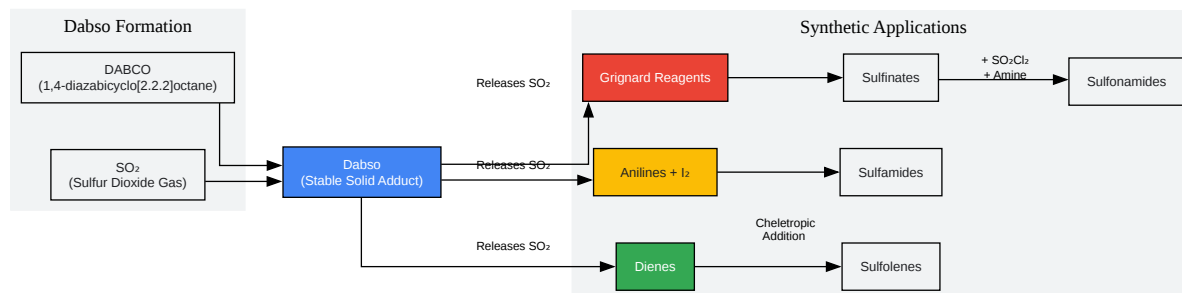 Dabso Formation
DABCO
(1,4-diazabicyclo[2.2.2]octane)
SO₂
(Sulfur Dioxide Gas)
Dabso
(Stable Solid Adduct)
Synthetic Applications
Releases SO₂
Grignard Reagents
Sulfinates
+ SO₂Cl₂
+ Amine
Sulfonamides
Releases SO₂
Anilines + I₂
Sulfamides
Releases SO₂
Dienes
Cheletropic
Addition
Sulfolenes